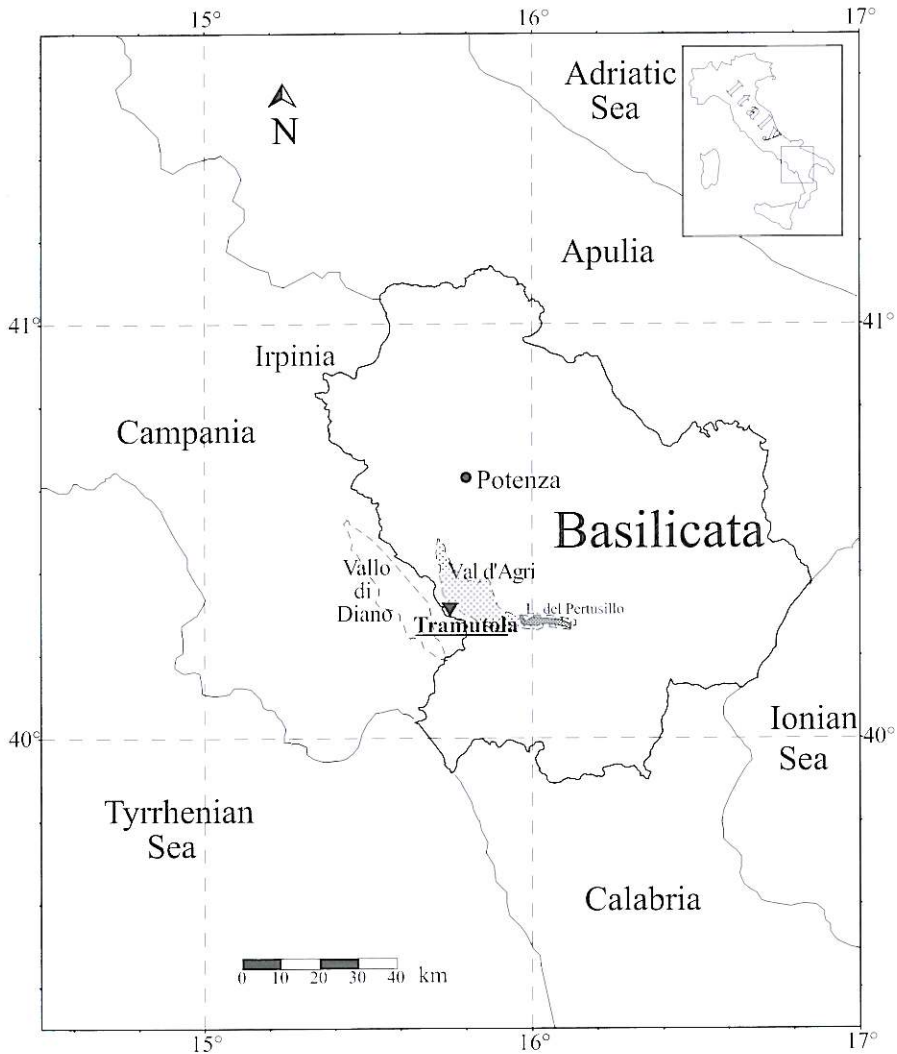 15°
16°
17°
Adriatic
Sea
Italy
N
Apulia
41°
41°
Irpinia
Campania
Potenza
Basilicata
Vallo
di
Diano
Val d'Agri
L. del Pertusillo
Tramutola
Ionian
Sea
40°
40°
Tyrrhenian
Sea
Calabria
0 10 20 30 40 km
15°
16°
17°